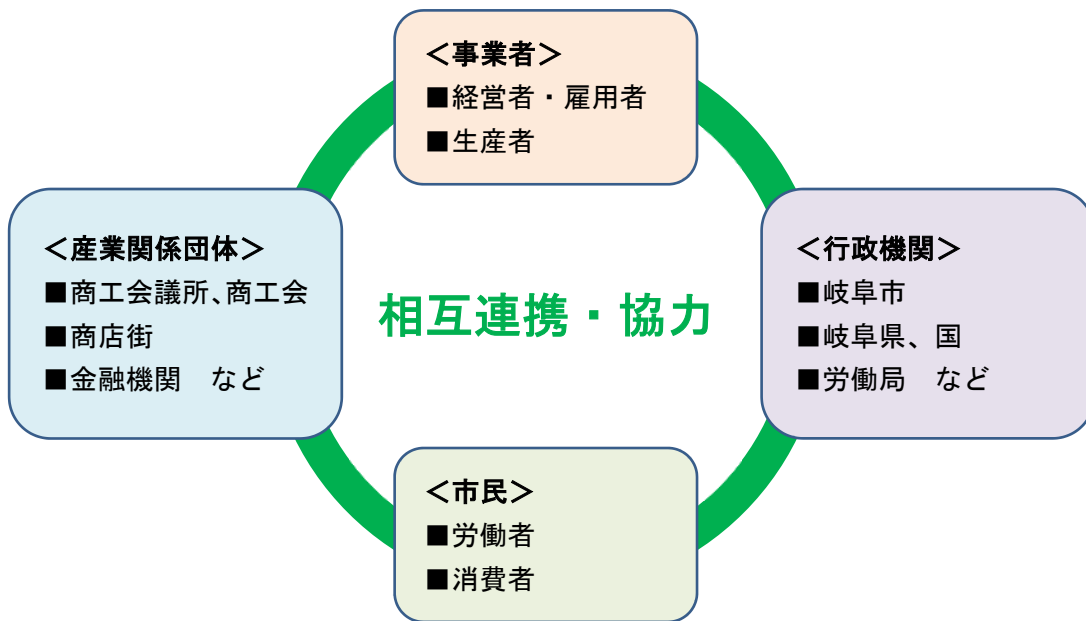 ＜事業者＞
■経営者・雇用者
■生産者
＜産業関係団体＞
■商工会議所、商工会
■商店街
■金融機関　など
相互連携・協力
＜行政機関＞
■岐阜市
■岐阜県、国
■労働局　など
＜市民＞
■労働者
■消費者